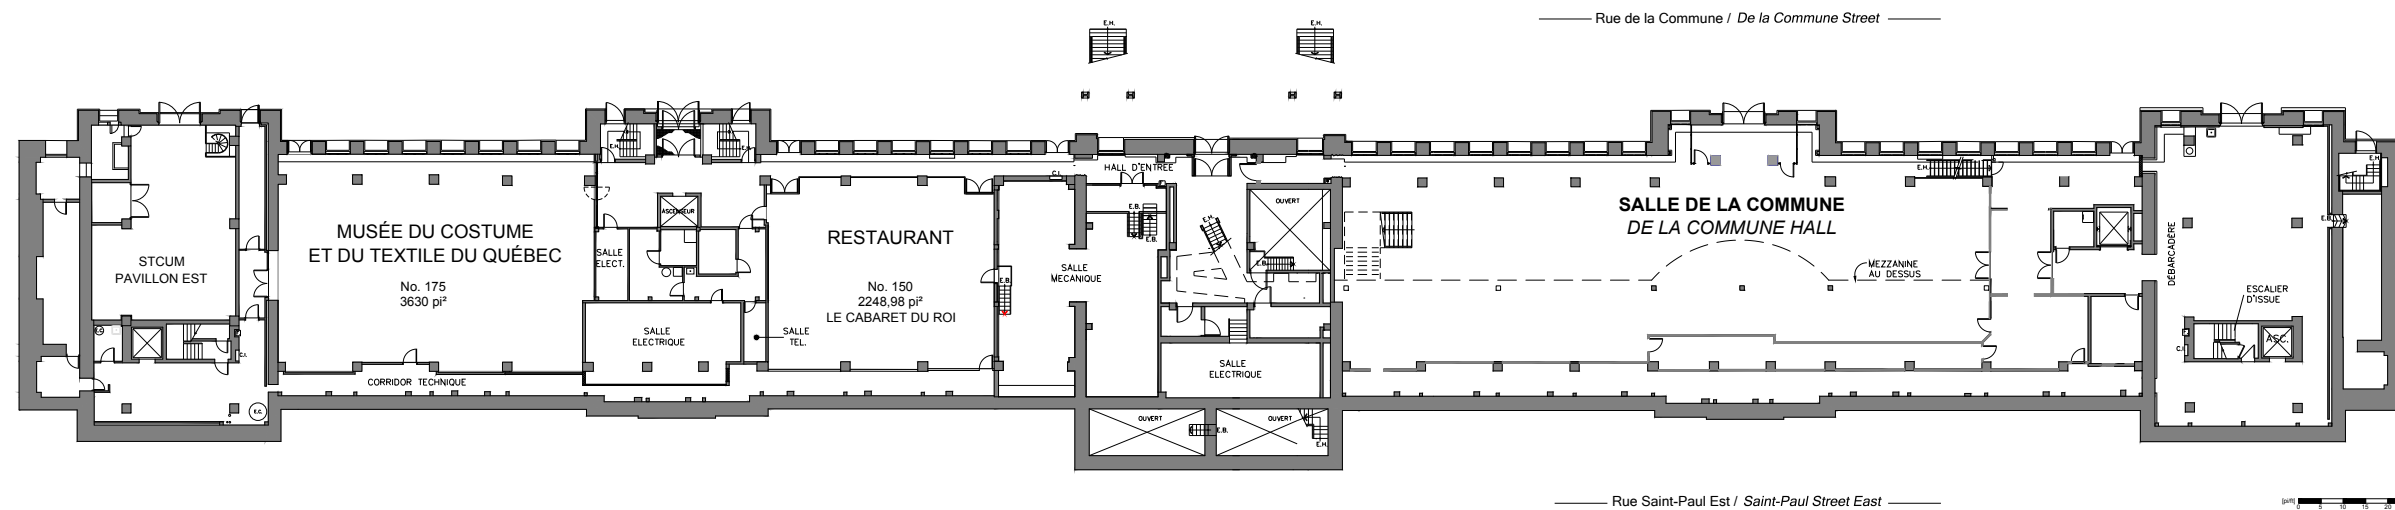 Rue de la Commune / De la Commune Street
E.H.
E.H.
E.H.
E.H.
HALL D'ENTRÉE
C.I.
E.H.
E.H.
ASCENSEUR
OUVERT
E.B.
E.B.
E.H.
E.B.
E.B.
SALLE DE LA COMMUNE
DE LA COMMUNE HALL
MUSÉE DU COSTUME
ET DU TEXTILE DU QUÉBEC
No. 175
3630 pi²
STCUM
PAVILLON EST
SALLE
ELECT.
RESTAURANT
No. 150
2248,98 pi²
LE CABARET DU ROI
SALLE
MECANIQUE
E.B.
MEZZANINE
AU DESSUS
DÉBARCADÈRE
ESCALIER
D'ISSUE
SALLE
ELECTRIQUE
SALLE
TEL.
SALLE
ELECTRIQUE
ASC.
C.I.
C.I.
CORRIDOR TECHNIQUE
E.C.
OUVERT
E.B.
OUVERT
E.H.
Rue Saint-Paul Est / Saint-Paul Street East
[pi/ft]
0 5 10 15 20